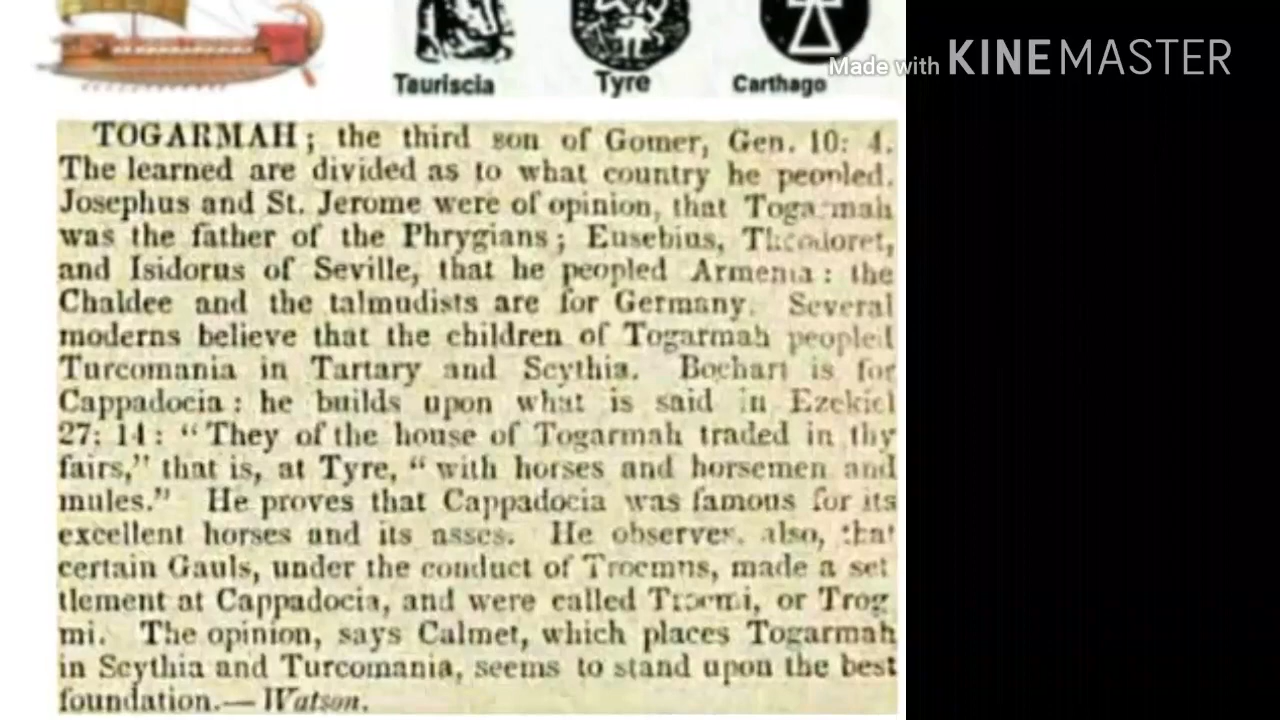 Tauriscia Tyre Carthago
Made with KINEMASTER
TOGARMAH; the third son of Gomer, Gen. 10: 4.
The learned are divided as to what country he peopled.
Josephus and St. Jerome were of opinion, that Togarmah
was the father of the Phrygians; Eusebius, Theodoret,
and Isidorus of Seville, that he peopled Armenia: the
Chaldee and the talmudists are for Germany. Several
moderns believe that the children of Togarmah peopled
Turcomania in Tartary and Scythia. Bochart is for
Cappadocia: he builds upon what is said in Ezekiel
27: 14: "They of the house of Togarmah traded in thy
fairs," that is, at Tyre, "with horses and horsemen and
mules." He proves that Cappadocia was famous for its
excellent horses and its asses. He observes, also, that
certain Gauls, under the conduct of Trocmus, made a set
tlement at Cappadocia, and were called Trocmi, or Trog
mi. The opinion, says Calmet, which places Togarmah
in Scythia and Turcomania, seems to stand upon the best
foundation.— Watson.